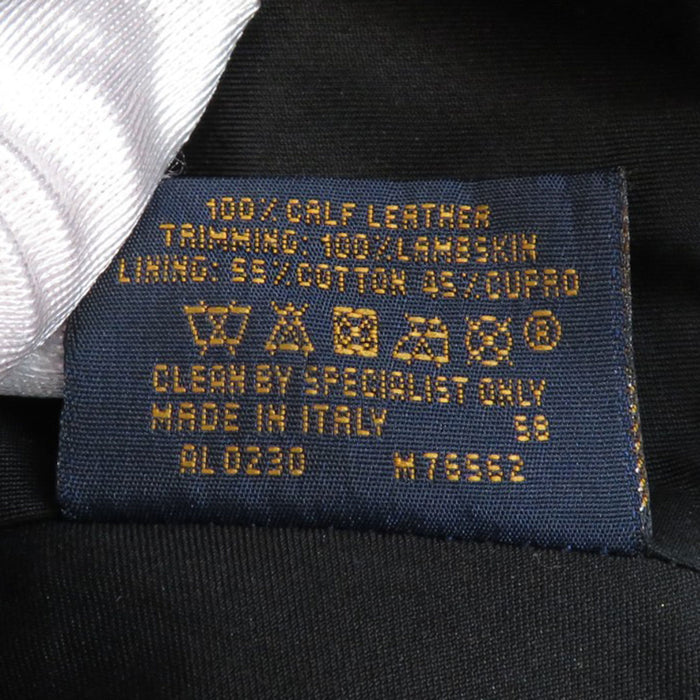 100% CALF LEATHER
TRIMMING: 100% LAMBSKIN
LINING: 55% COTTON 45% CUPRO
®
CLEAN BY SPECIALIST ONLY
MADE IN ITALY 58
AL0230 M76562